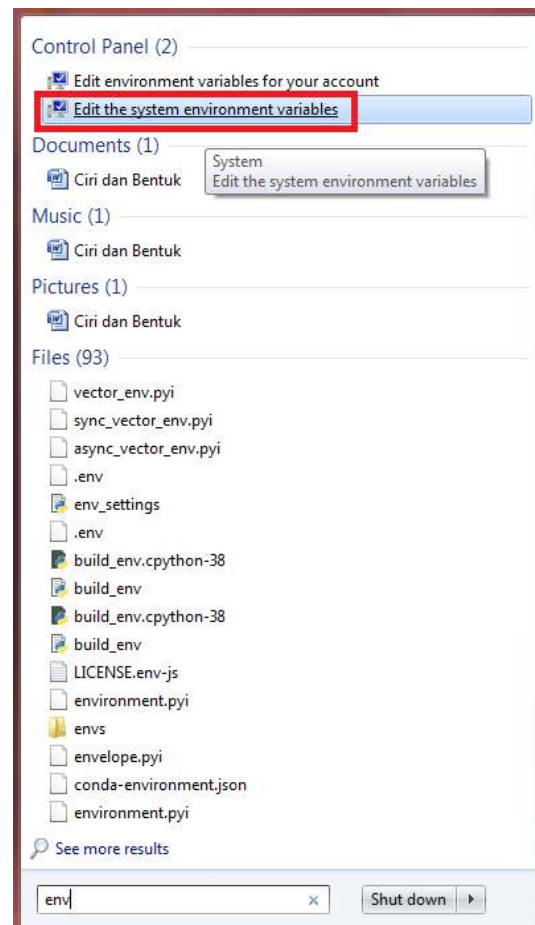 Control Panel (2)
Edit environment variables for your account
Edit the system environment variables
Documents (1)
System
Edit the system environment variables
Ciri dan Bentuk
Music (1)
Ciri dan Bentuk
Pictures (1)
Ciri dan Bentuk
Files (93)
vector_env.pyi
sync_vector_env.pyi
async_vector_env.pyi
.env
env_settings
.env
build_env.cpython-38
build_env
build_env.cpython-38
build_env
LICENSE.env-js
environment.pyi
envs
envelope.pyi
conda-environment.json
environment.pyi
See more results
env
Shut down